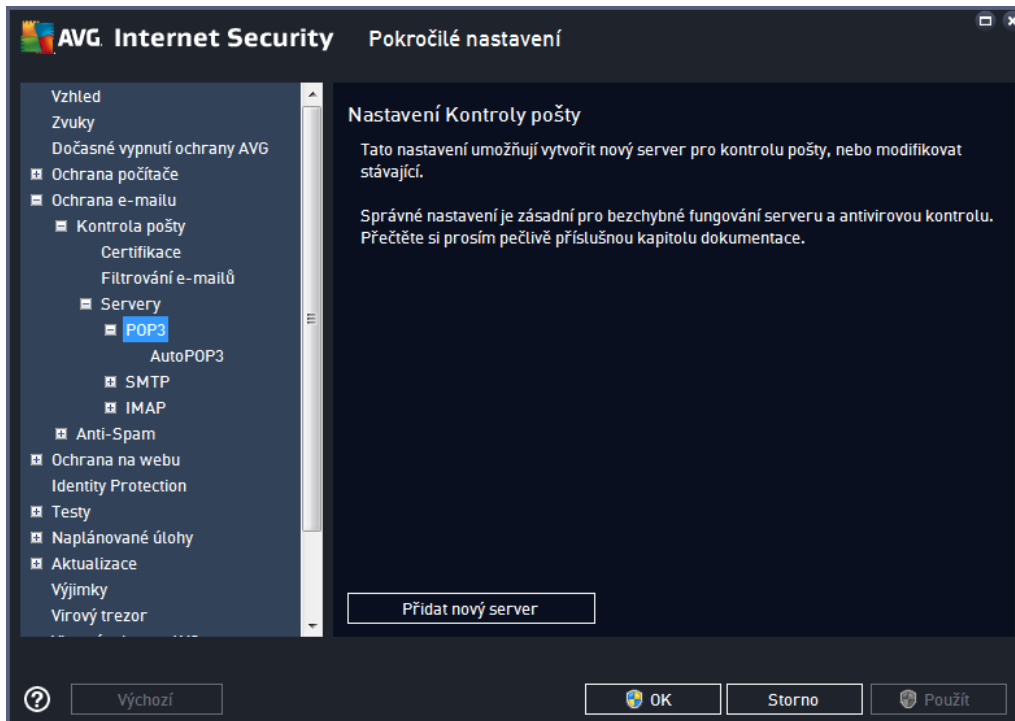 AVG. Internet Security Pokročilé nastavení
Vzhled
Zvuky
Dočasné vypnutí ochrany AVG
Ochrana počítače
Ochrana e-mailu
Kontrola pošty
Certifikace
Filtrování e-mailů
Servery
POP3
AutoPOP3
SMTP
IMAP
Anti-Spam
Ochrana na webu
Identity Protection
Testy
Naplánované úlohy
Aktualizace
Výjimky
Virový trezor
Nastavení Kontroly pošty
Tato nastavení umožňují vytvořit nový server pro kontrolu pošty, nebo modifikovat
stávající.
Správné nastavení je zásadní pro bezchybné fungování serveru a antivirovou kontrolu.
Přečtěte si prosím pečlivě příslušnou kapitolu dokumentace.
Přidat nový server
Výchozí
OK
Storno
Použít